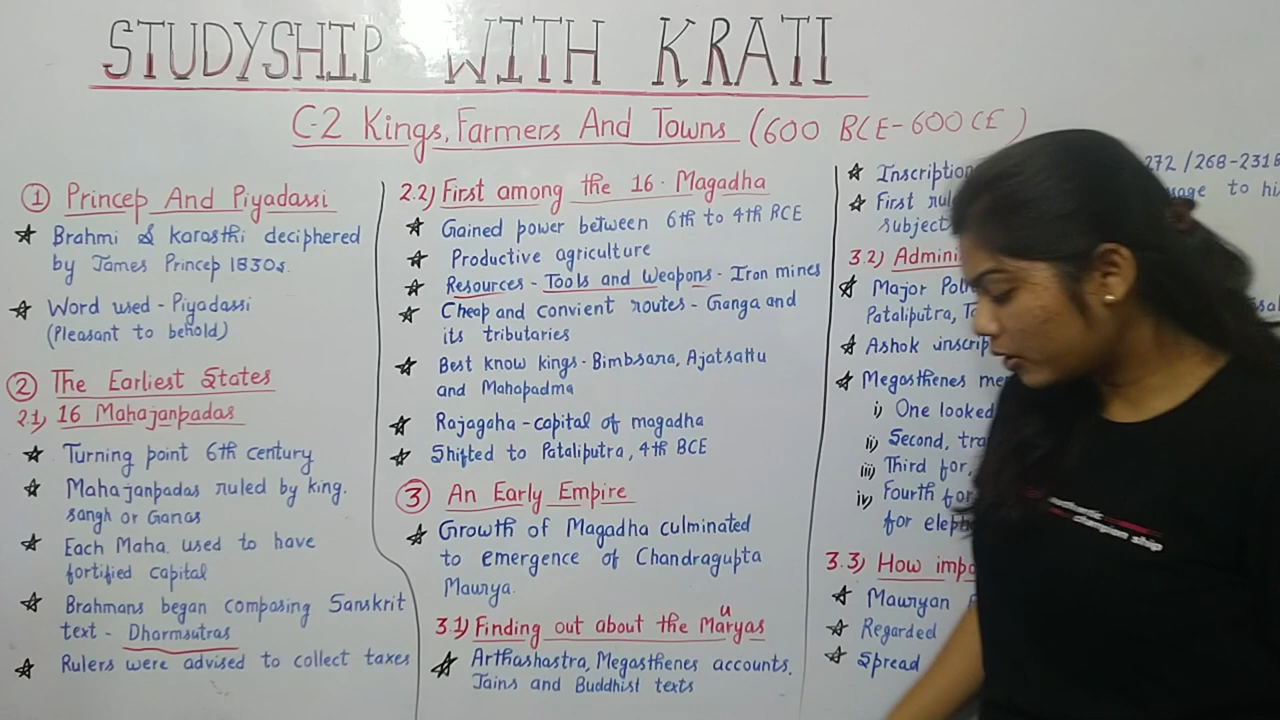 STUDYSHIP WITH KRATI
C-2 Kings, Farmers And Towns (600 BCE-600 CE)
① Princep And Piyadassi
☆ Brahmi & karosthi deciphered
by James Princep 1830s.
☆ Word used - Piyadassi
(Pleasant to behold)
② The Earliest States
2.1) 16 Mahajanpadas
☆ Turning point 6th century
☆ Mahajanpadas ruled by king.
sangh or Ganas
☆ Each Maha. used to have
fortified capital
☆ Brahmans began composing Sanskrit
text - Dharmsutras
☆ Rulers were advised to collect taxes
2.2) First among the 16. Magadha
☆ Gained power between 6th to 4th BCE
☆ Productive agriculture
☆ Resources - Tools and Weapons - Iron mines
☆ Cheap and convient routes - Ganga and
its tributaries
☆ Best know kings - Bimbsara, Ajatsattu
and Mahapadma
☆ Rajagaha - capital of magadha
☆ Shifted to Pataliputra, 4th BCE
③ An Early Empire
☆ Growth of Magadha culminated
to emergence of Chandragupta
Maurya.
3.1) Finding out about the Mauryas
☆ Arthashastra, Megasthenes accounts.
Jains and Buddhist texts
☆ Inscription 272/268-231B
☆ First to hi
subject
3.2)
☆ Major
Pataliputra,
☆ Ashok
☆ Megasthenes
i) One looked
ii) Second,
iii) Third for,
iv) Fourth for
for
3.3) How
☆ Mauryan
☆ Regarded
☆ Spread
champion ship